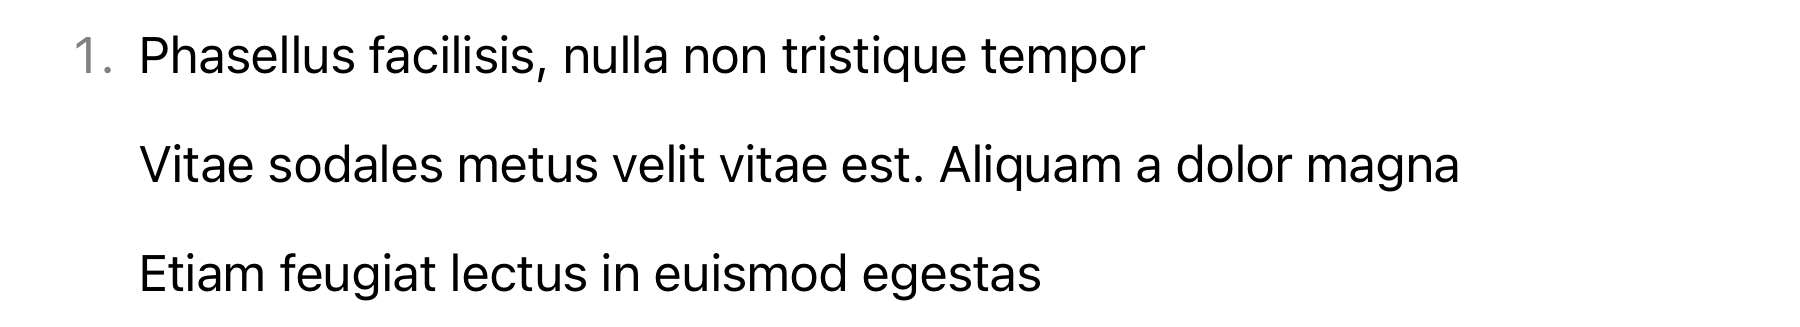 1. Phasellus facilisis, nulla non tristique tempor
Vitae sodales metus velit vitae est. Aliquam a dolor magna
Etiam feugiat lectus in euismod egestas